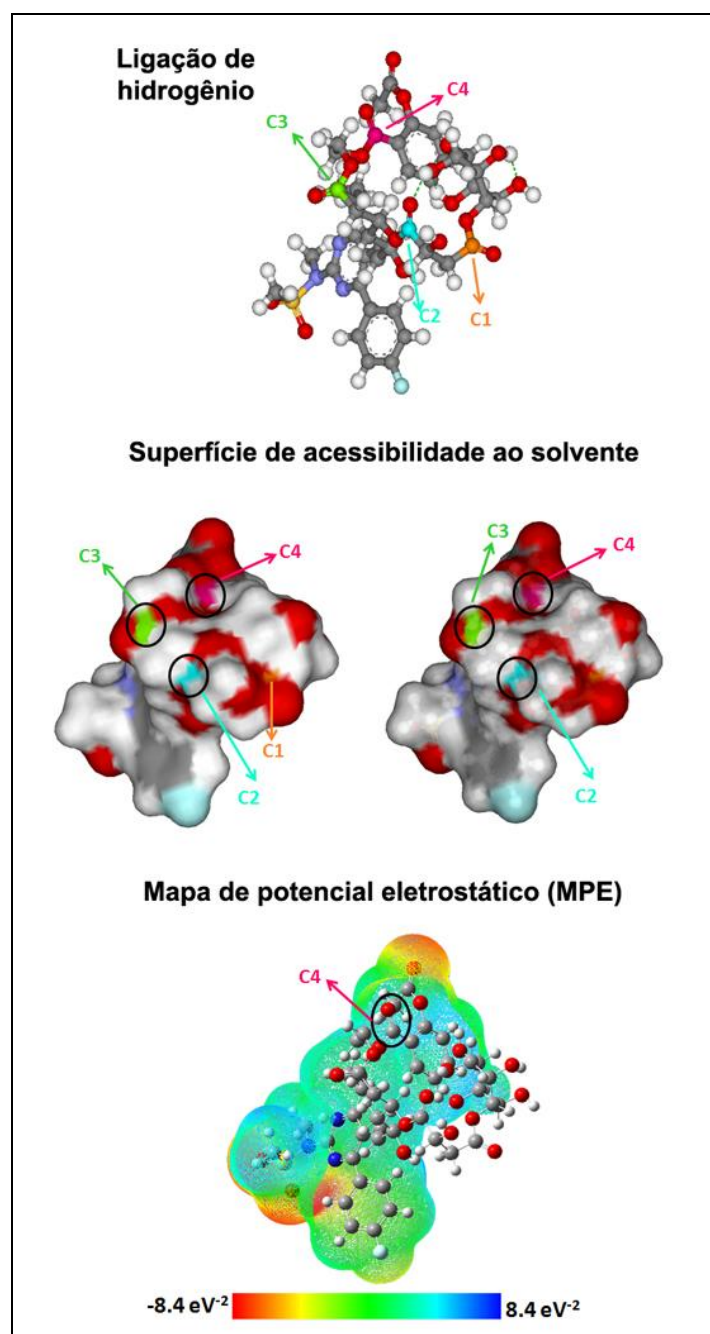 Ligação de
hidrogênio
C4
C3
C2
C1
Superfície de acessibilidade ao solvente
C3
C4
C1
C2
C3
C4
C2
Mapa de potencial eletrostático (MPE)
C4
-8.4 eV⁻²
8.4 eV⁻²